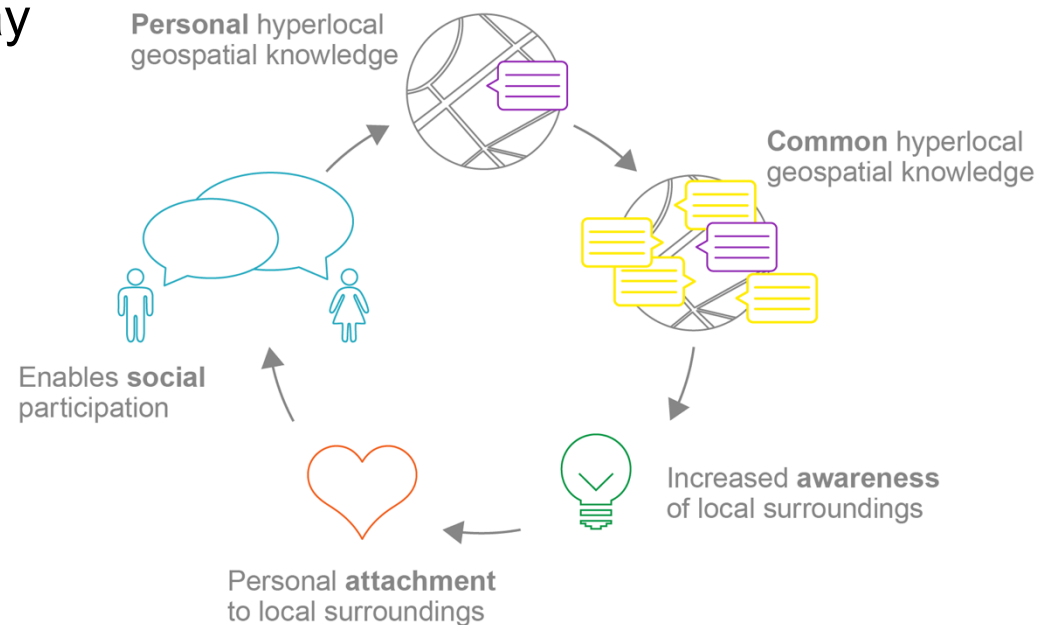 Personal hyperlocal
geospatial knowledge
Common hyperlocal
geospatial knowledge
Increased awareness
of local surroundings
Personal attachment
to local surroundings
Enables social
participation